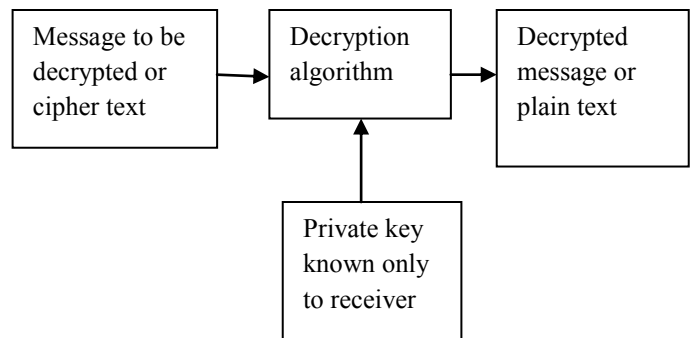 Message to be
decrypted or
cipher text
Decryption
algorithm
Decrypted
message or
plain text
Private key
known only
to receiver